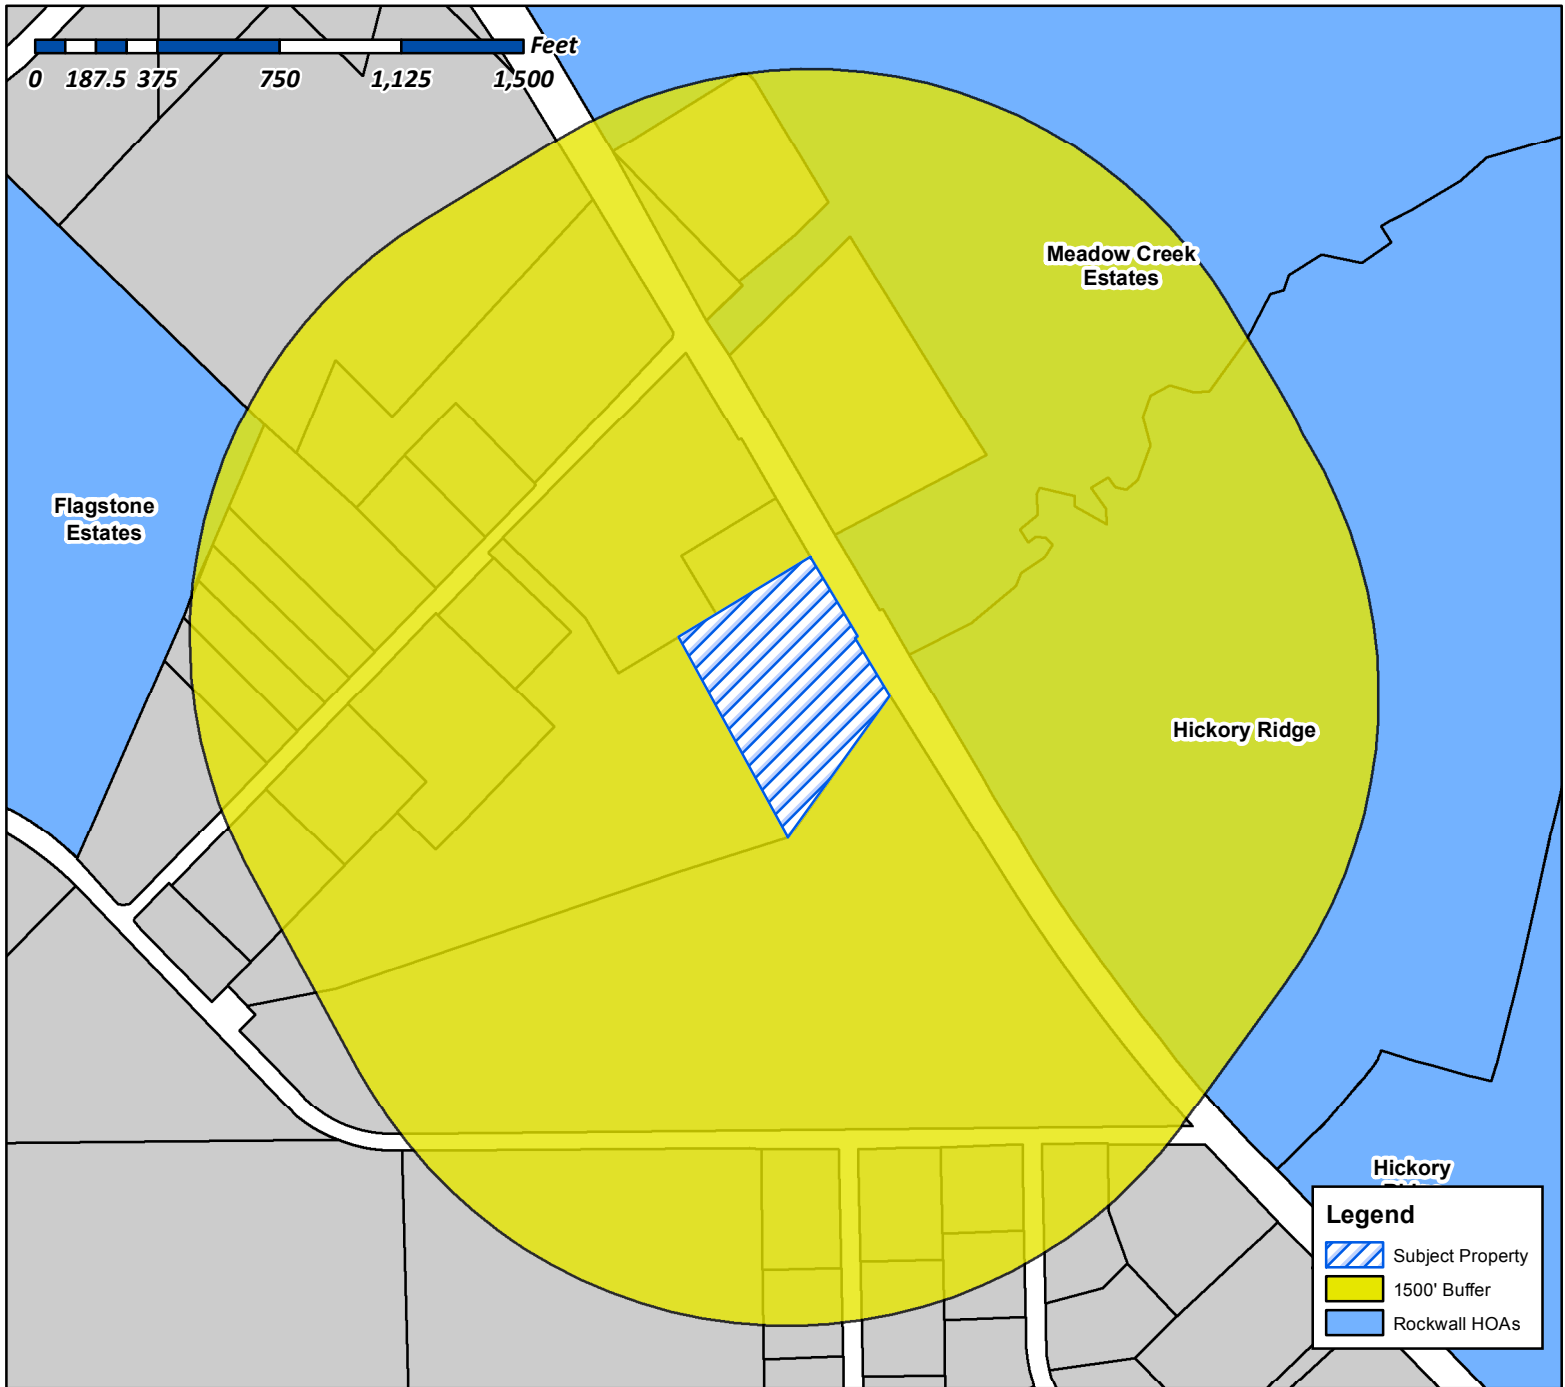 Feet
0 187.5 375 750 1,125 1,500
Meadow Creek
Estates
Flagstone
Estates
Hickory Ridge
Hickory
Legend
Subject Property
1500' Buffer
Rockwall HOAs